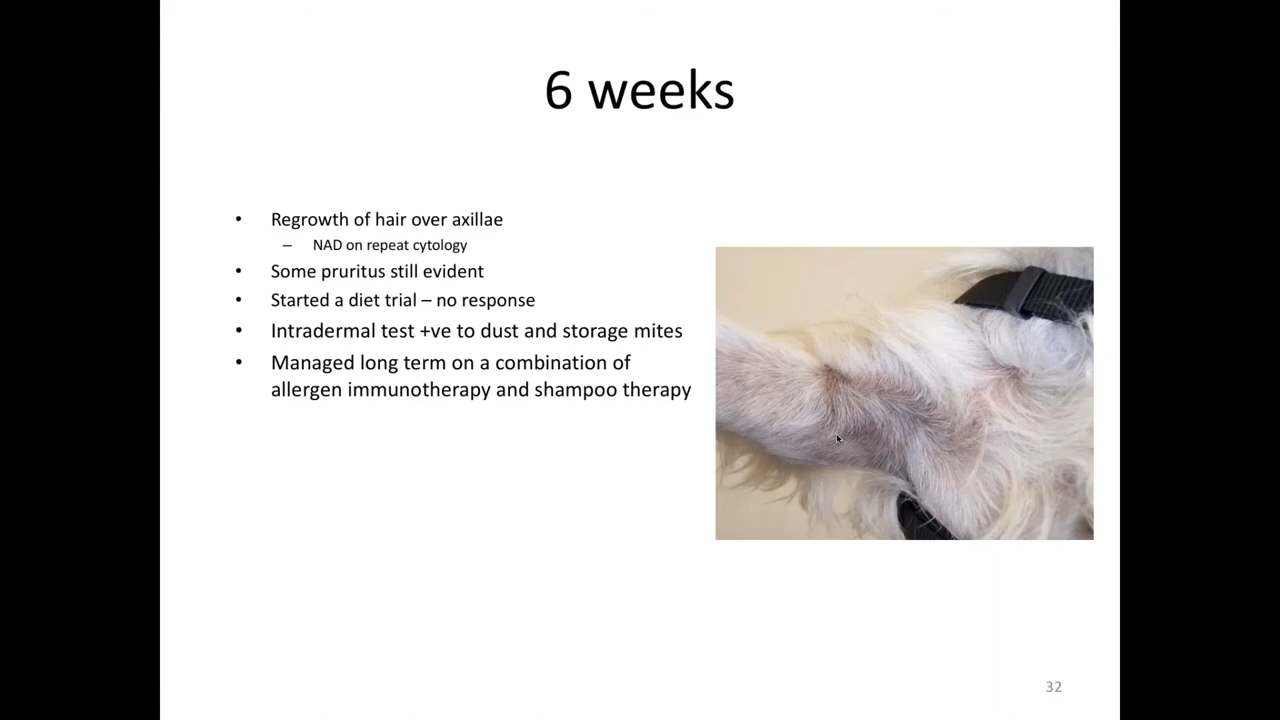 6 weeks
• Regrowth of hair over axillae
– NAD on repeat cytology
• Some pruritus still evident
• Started a diet trial – no response
• Intradermal test +ve to dust and storage mites
• Managed long term on a combination of
allergen immunotherapy and shampoo therapy
32